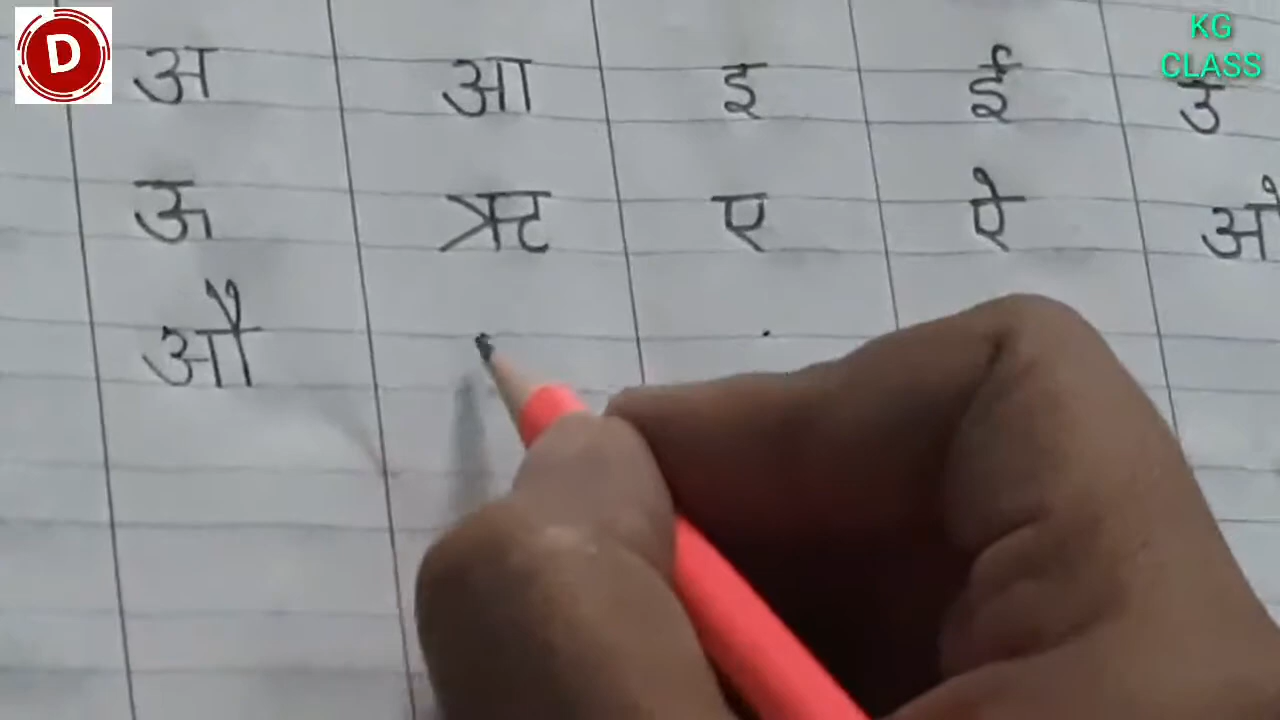 D
KG
CLASS
अ आ इ ई उ
ऊ ऋ ए ऐ ओ
औ